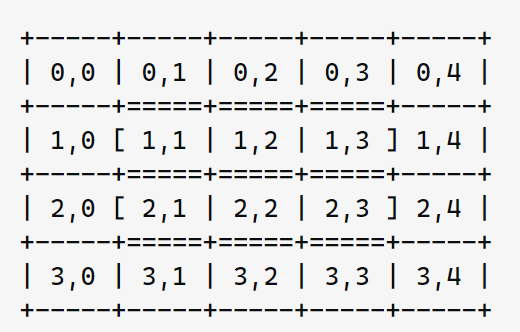 +-----+-----+-----+-----+-----+
| 0,0 | 0,1 | 0,2 | 0,3 | 0,4 |
+-----+=====+=====+=====+-----+
| 1,0 [ 1,1 | 1,2 | 1,3 ] 1,4 |
+-----+=====+=====+=====+-----+
| 2,0 [ 2,1 | 2,2 | 2,3 ] 2,4 |
+-----+=====+=====+=====+-----+
| 3,0 | 3,1 | 3,2 | 3,3 | 3,4 |
+-----+-----+-----+-----+-----+